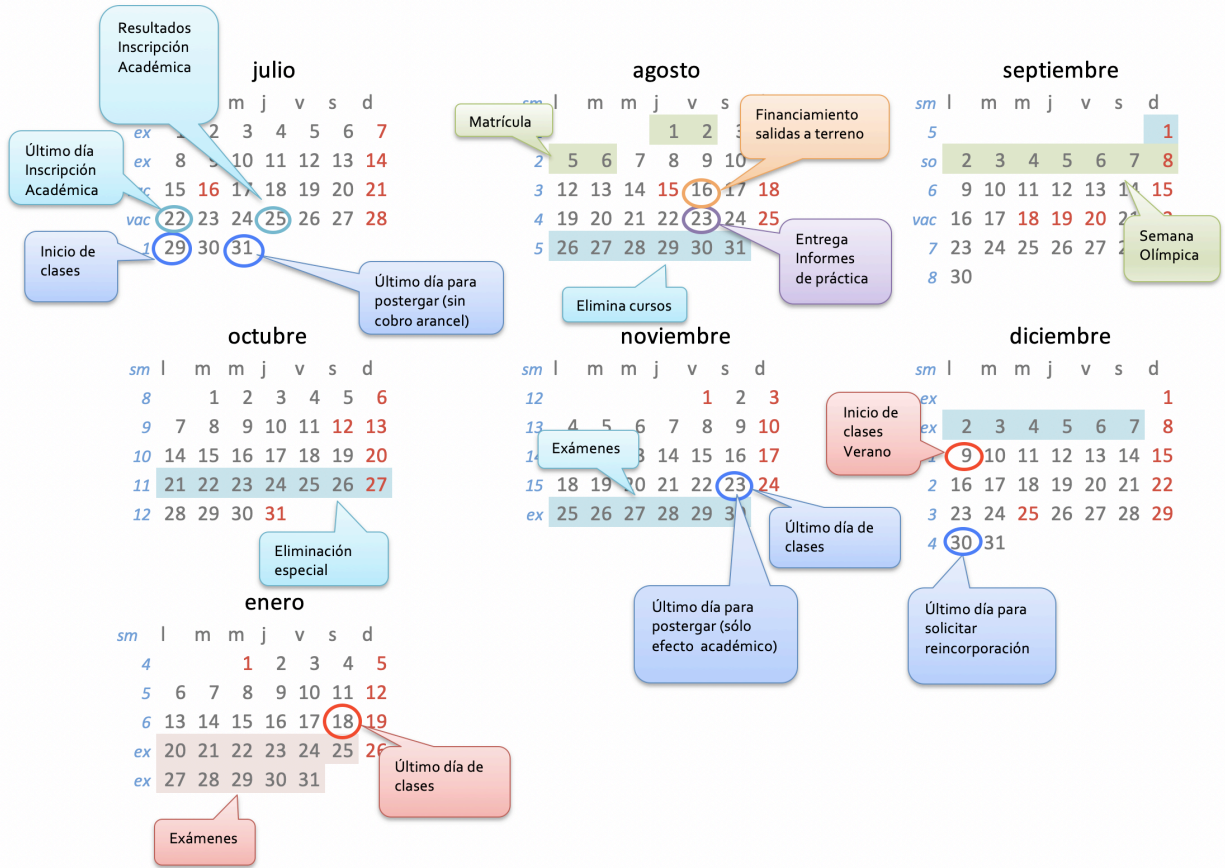 Resultados
Inscripción
Académica
julio
m j v s d
ex 1 2 3 4 5 6 7
ex 8 9 10 11 12 13 14
15 16 17 18 19 20 21
vac 22 23 24 25 26 27 28
1 29 30 31
Último día
Inscripción
Académica
Inicio de
clases
Último día para
postergar (sin
cobro arancel)
agosto
sm l m m j v s d
1 2 3
2 5 6 7 8 9 10
3 12 13 14 15 16 17 18
4 19 20 21 22 23 24 25
5 26 27 28 29 30 31
Matrícula
Financiamiento
salidas a terreno
Entrega
Informes
de práctica
Elimina cursos
septiembre
sm l m m j v s d
5 1
so 2 3 4 5 6 7 8
6 9 10 11 12 13 14 15
vac 16 17 18 19 20 21
7 23 24 25 26 27
8 30
Semana
Olímpica
octubre
sm l m m j v s d
8 1 2 3 4 5 6
9 7 8 9 10 11 12 13
10 14 15 16 17 18 19 20
11 21 22 23 24 25 26 27
12 28 29 30 31
Eliminación
especial
noviembre
sm l m m j v s d
12 1 2 3
13 4 5 6 7 8 9 10
14 15 16 17
15 18 19 20 21 22 23 24
ex 25 26 27 28 29 30
Exámenes
Último día de
clases
Último día para
postergar (sólo
efecto académico)
diciembre
sm l m m j v s d
ex 1
ex 2 3 4 5 6 7 8
1 9 10 11 12 13 14 15
2 16 17 18 19 20 21 22
3 23 24 25 26 27 28 29
4 30 31
Inicio de
clases
Verano
Último día para
solicitar
reincorporación
enero
sm l m m j v s d
4 1 2 3 4 5
5 6 7 8 9 10 11 12
6 13 14 15 16 17 18 19
ex 20 21 22 23 24 25 26
ex 27 28 29 30 31
Último día de
clases
Exámenes